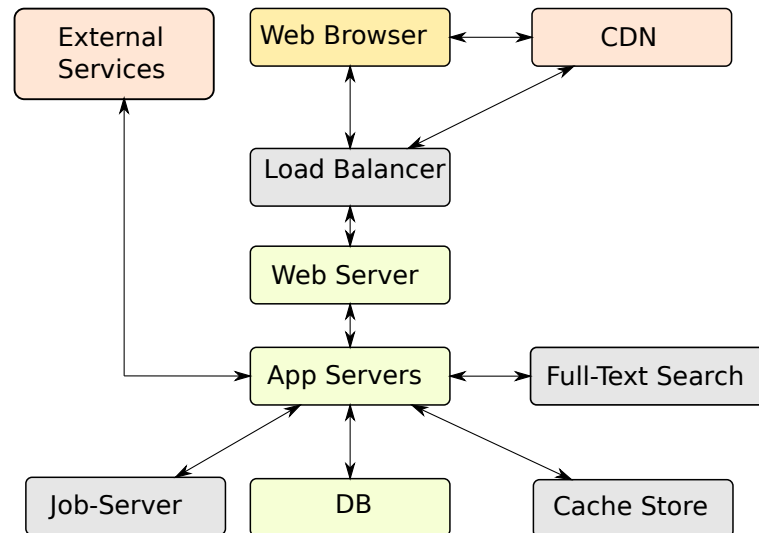 External
Services
Web Browser
CDN
Load Balancer
Web Server
App Servers
Full-Text Search
Job-Server
DB
Cache Store